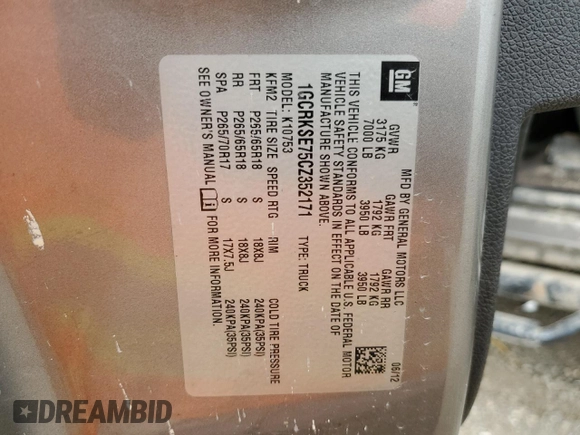 GM
MFD BY GENERAL MOTORS LLC
06/12
GVWR GAWR FRT GAWR RR
3175 KG 1792 KG 1792 KG
7000 LB 3950 LB 3950 LB
THIS VEHICLE CONFORMS TO ALL APPLICABLE U.S. FEDERAL MOTOR
VEHICLE SAFETY STANDARDS IN EFFECT ON THE DATE OF
MANUFACTURE SHOWN ABOVE.
1GCRKSE75CZ352171 TYPE: TRUCK
MODEL: K10753
KFM2 TIRE SIZE SPEED RTG RIM COLD TIRE PRESSURE
FRT P265/65R18 S 18X8J 240KPA(35PSI)
RR P265/65R18 S 18X8J 240KPA(35PSI)
SPA P265/70R17 S 17X7.5J 240KPA(35PSI)
SEE OWNER'S MANUAL FOR MORE INFORMATION.
DREAMBID